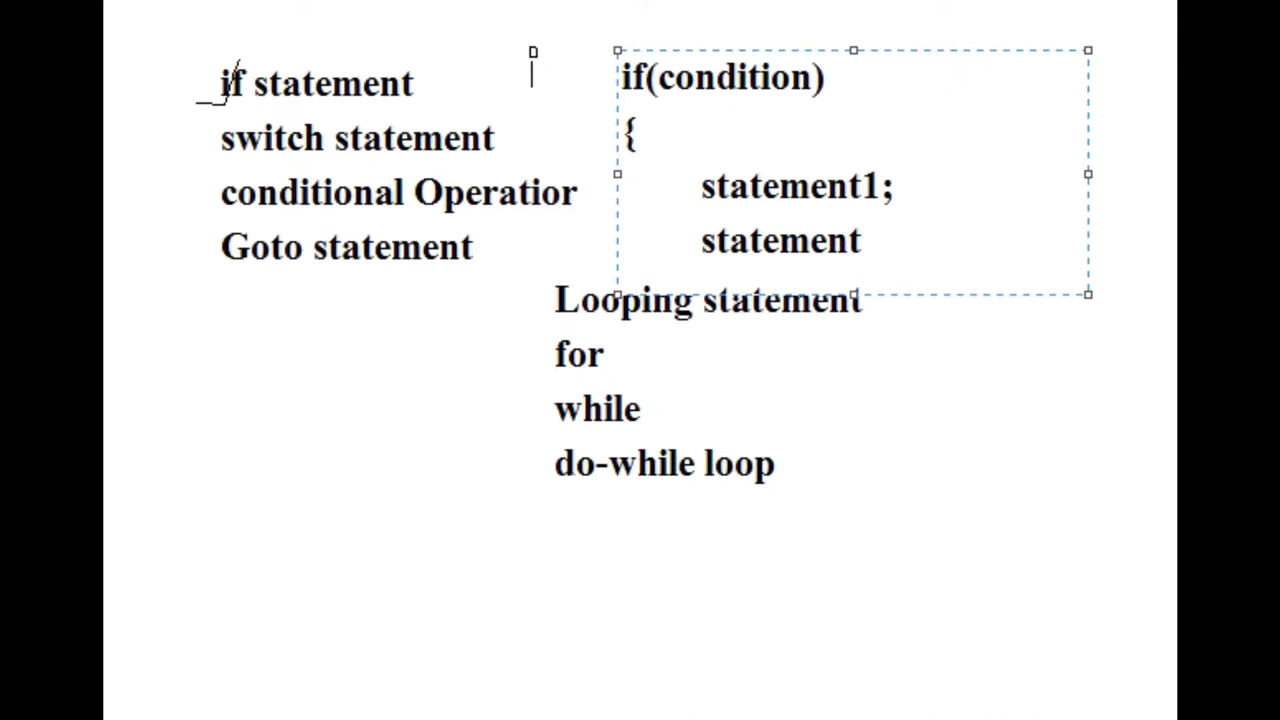 if statement
switch statement
conditional Operatior
Goto statement
if(condition)
{
statement1;
statement
Looping statement
for
while
do-while loop